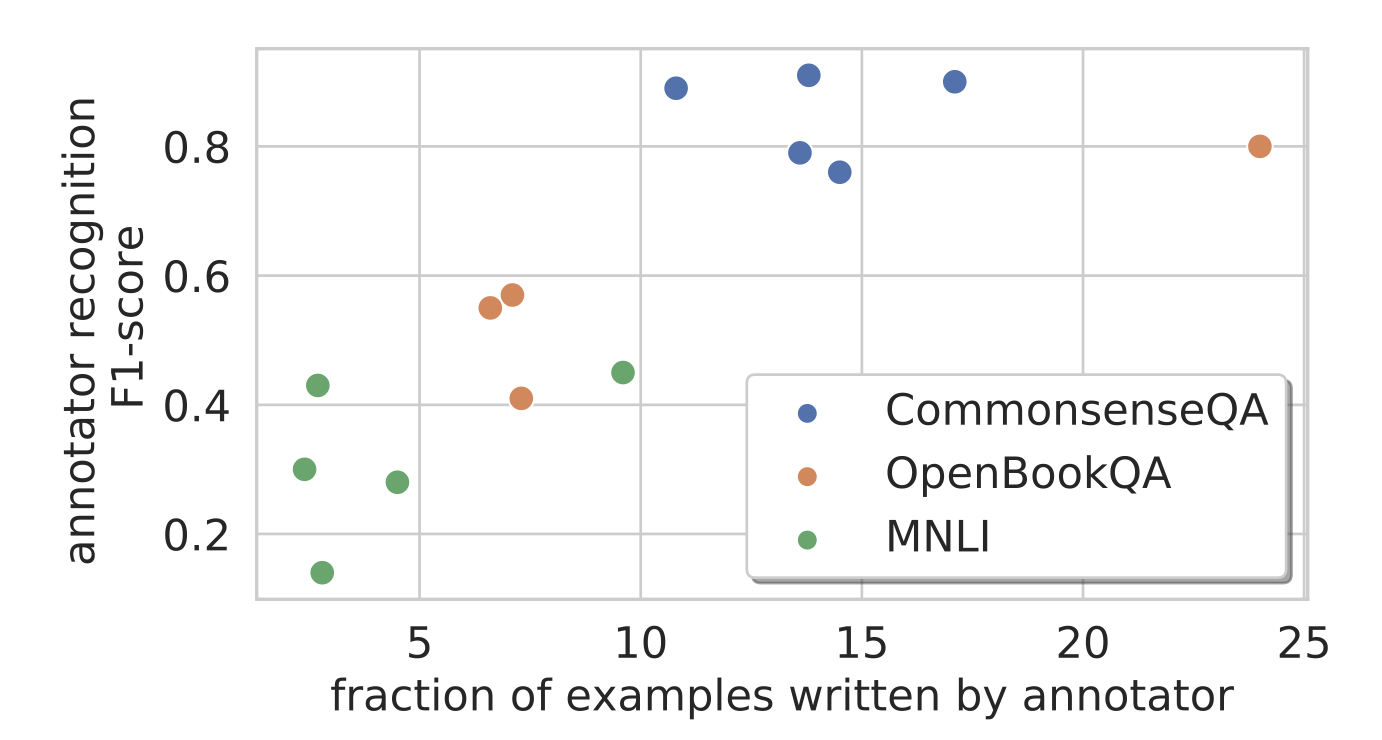 annotator recognition
F1-score
0.8
0.6
0.4
0.2
CommonsenseQA
OpenBookQA
MNLI
5 10 15 20 25
fraction of examples written by annotator